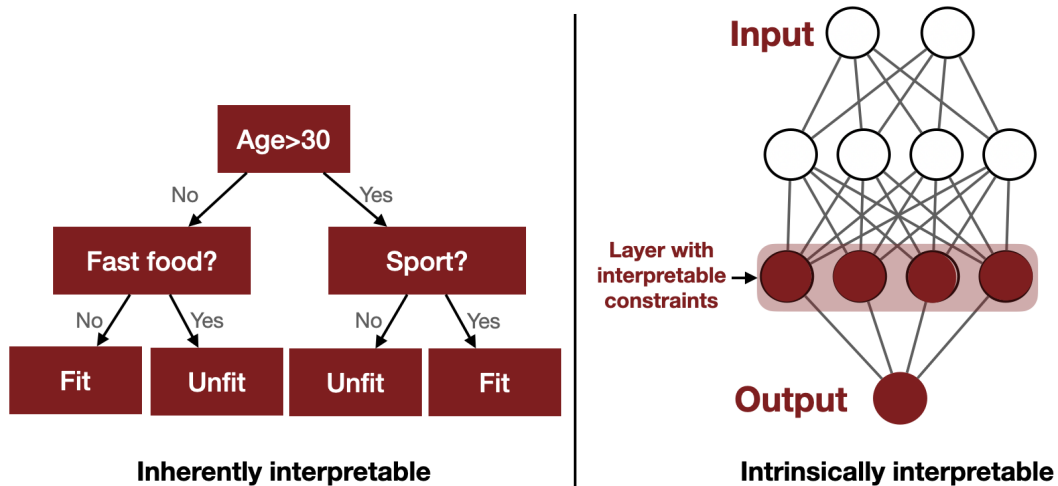 Age>30
No
Yes
Fast food?
Sport?
No
Yes
No
Yes
Fit
Unfit
Unfit
Fit
Inherently interpretable
Input
Layer with
interpretable
constraints
Output
Intrinsically interpretable